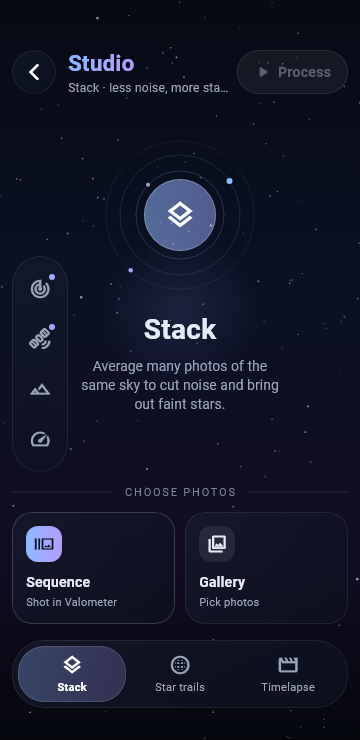 Studio
Stack · less noise, more sta…
Process
Stack
Average many photos of the
same sky to cut noise and bring
out faint stars.
CHOOSE PHOTOS
Sequence
Shot in Valometer
Gallery
Pick photos
Stack
Star trails
Timelapse